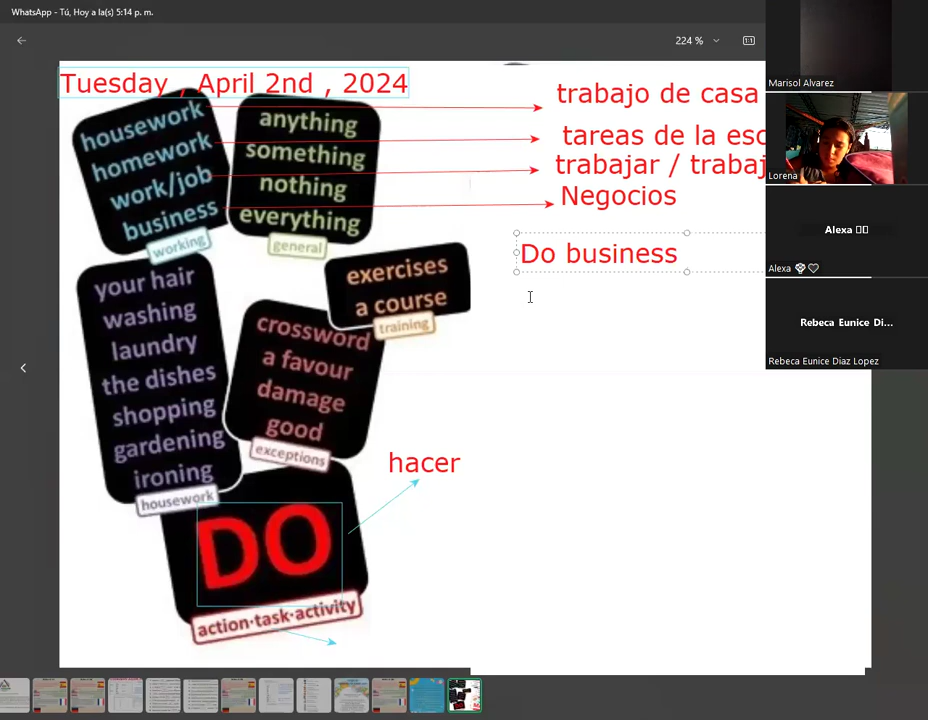 WhatsApp - Tú, Hoy a la(s) 5:14 p. m.
224 %
1:1
Tuesday , April 2nd , 2024
housework
homework
work/job
business
working
anything
something
nothing
everything
general
trabajo de casa
tareas de la esc
trabajar / trabaj
Negocios
Do business
your hair
washing
laundry
the dishes
shopping
gardening
ironing
housework
exercises
a course
training
crossword
a favour
damage
good
exceptions
hacer
DO
action·task·activity
Marisol Alvarez
Lorena
Alexa
Alexa
Rebeca Eunice Di...
Rebeca Eunice Diaz Lopez